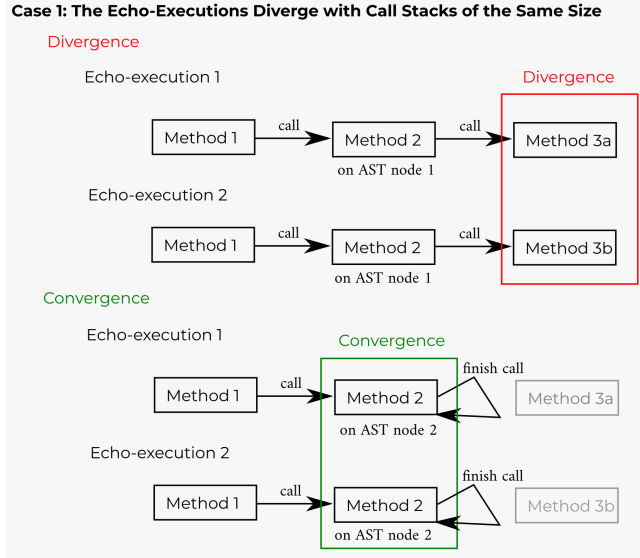 Case 1: The Echo-Executions Diverge with Call Stacks of the Same Size
Divergence
Echo-execution 1
Divergence
Method 1
call
Method 2
call
Method 3a
on AST node 1
Echo-execution 2
Method 1
call
Method 2
call
Method 3b
on AST node 1
Convergence
Echo-execution 1
Convergence
Method 1
call
Method 2
finish call
Method 3a
on AST node 2
Echo-execution 2
Method 1
call
Method 2
finish call
Method 3b
on AST node 2